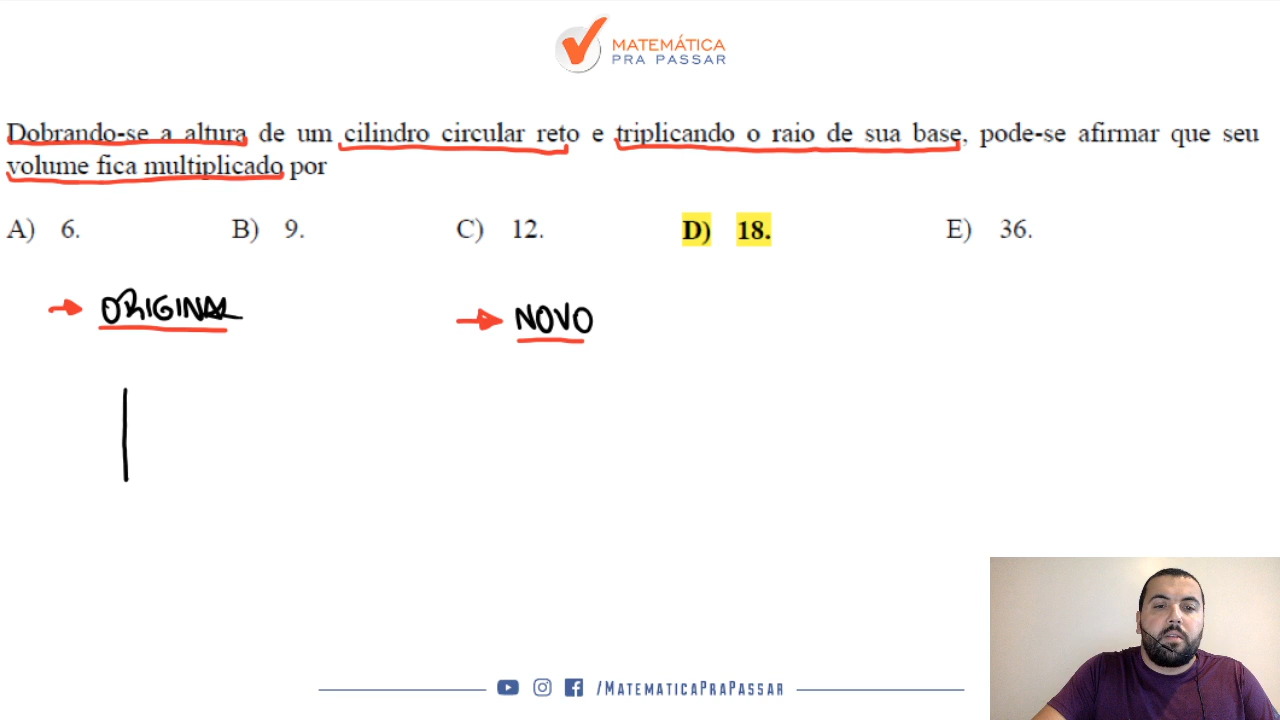 MATEMÁTICA
PRA PASSAR
Dobrando-se a altura de um cilindro circular reto e triplicando o raio de sua base, pode-se afirmar que seu
volume fica multiplicado por
A) 6. B) 9. C) 12. D) 18. E) 36.
ORIGINAL NOVO
/MATEMATICAPRAPASSAR